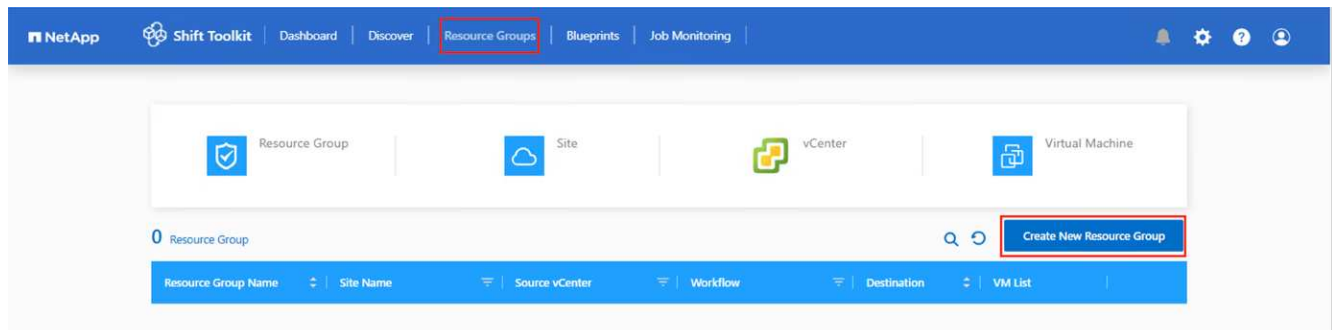 NetApp Shift Toolkit Dashboard Discover Resource Groups Blueprints Job Monitoring
Resource Group Site vCenter Virtual Machine
0 Resource Group Create New Resource Group
Resource Group Name Site Name Source vCenter Workflow Destination VM List